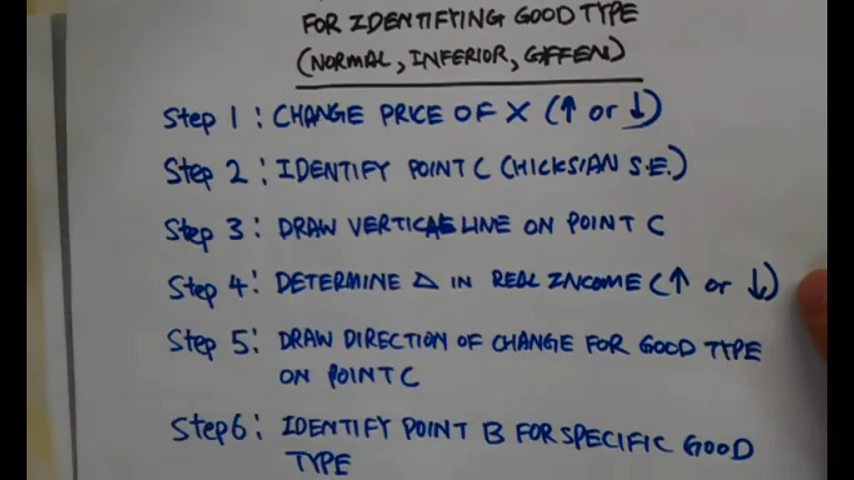 FOR IDENTIFYING GOOD TYPE
(NORMAL, INFERIOR, GIFFEN)
Step 1: CHANGE PRICE OF X (↑ or ↓)
Step 2: IDENTIFY POINT C (HICKSIAN S.E.)
Step 3: DRAW VERTICAL LINE ON POINT C
Step 4: DETERMINE Δ IN REAL INCOME (↑ or ↓)
Step 5: DRAW DIRECTION OF CHANGE FOR GOOD TYPE
ON POINT C
Step 6: IDENTIFY POINT B FOR SPECIFIC GOOD
TYPE